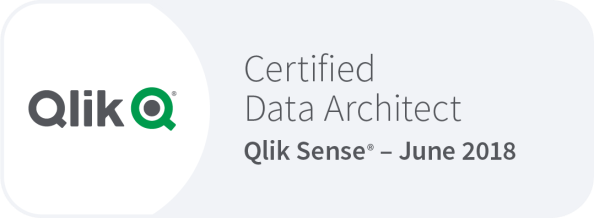 Qlik Q®
Certified
Data Architect
Qlik Sense® – June 2018